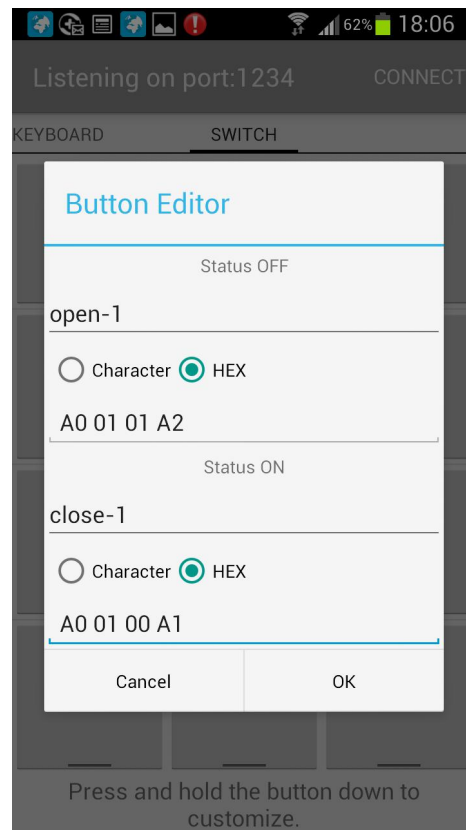 62% 18:06
Listening on port:1234 CONNECT
KEYBOARD SWITCH
Button Editor
Status OFF
open-1
Character HEX
A0 01 01 A2
Status ON
close-1
Character HEX
A0 01 00 A1
Cancel OK
Press and hold the button down to
customize.